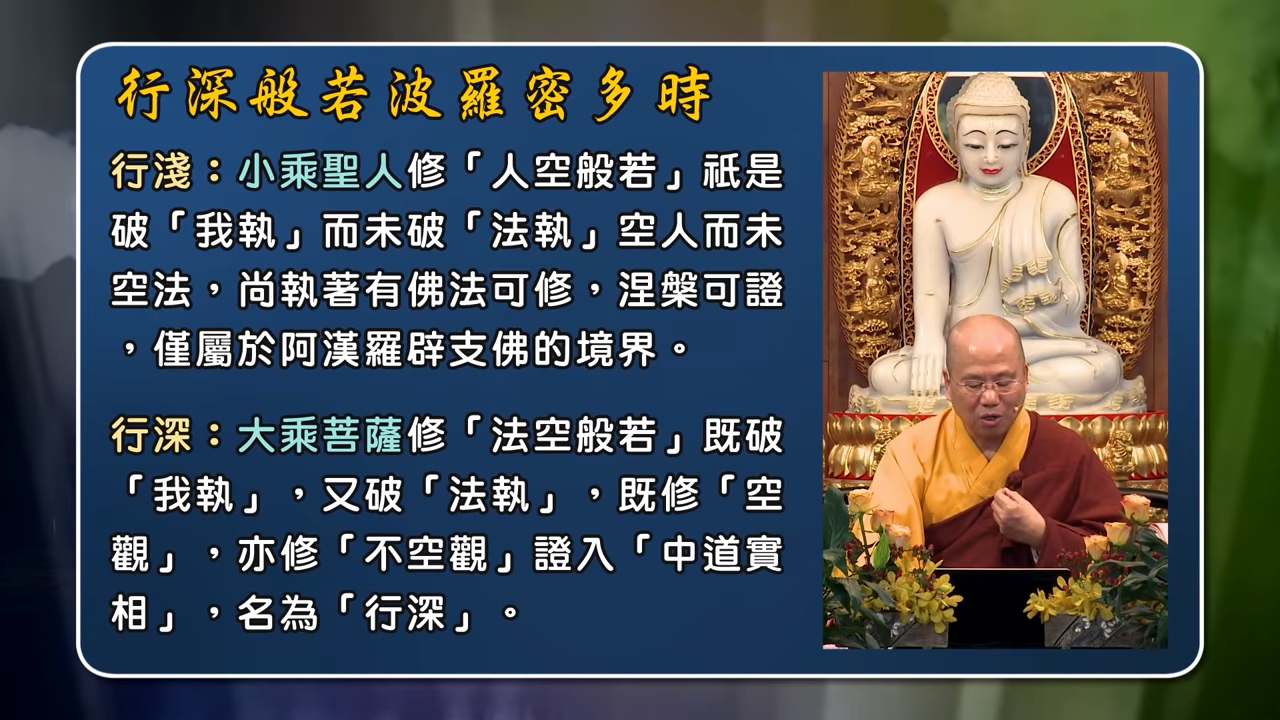 行深般若波羅密多時
行淺：小乘聖人修「人空般若」祇是
破「我執」而未破「法執」空人而未
空法，尚執著有佛法可修，涅槃可證
，僅屬於阿漢羅辟支佛的境界。
行深：大乘菩薩修「法空般若」既破
「我執」，又破「法執」，既修「空
觀」，亦修「不空觀」證入「中道實
相」，名為「行深」。